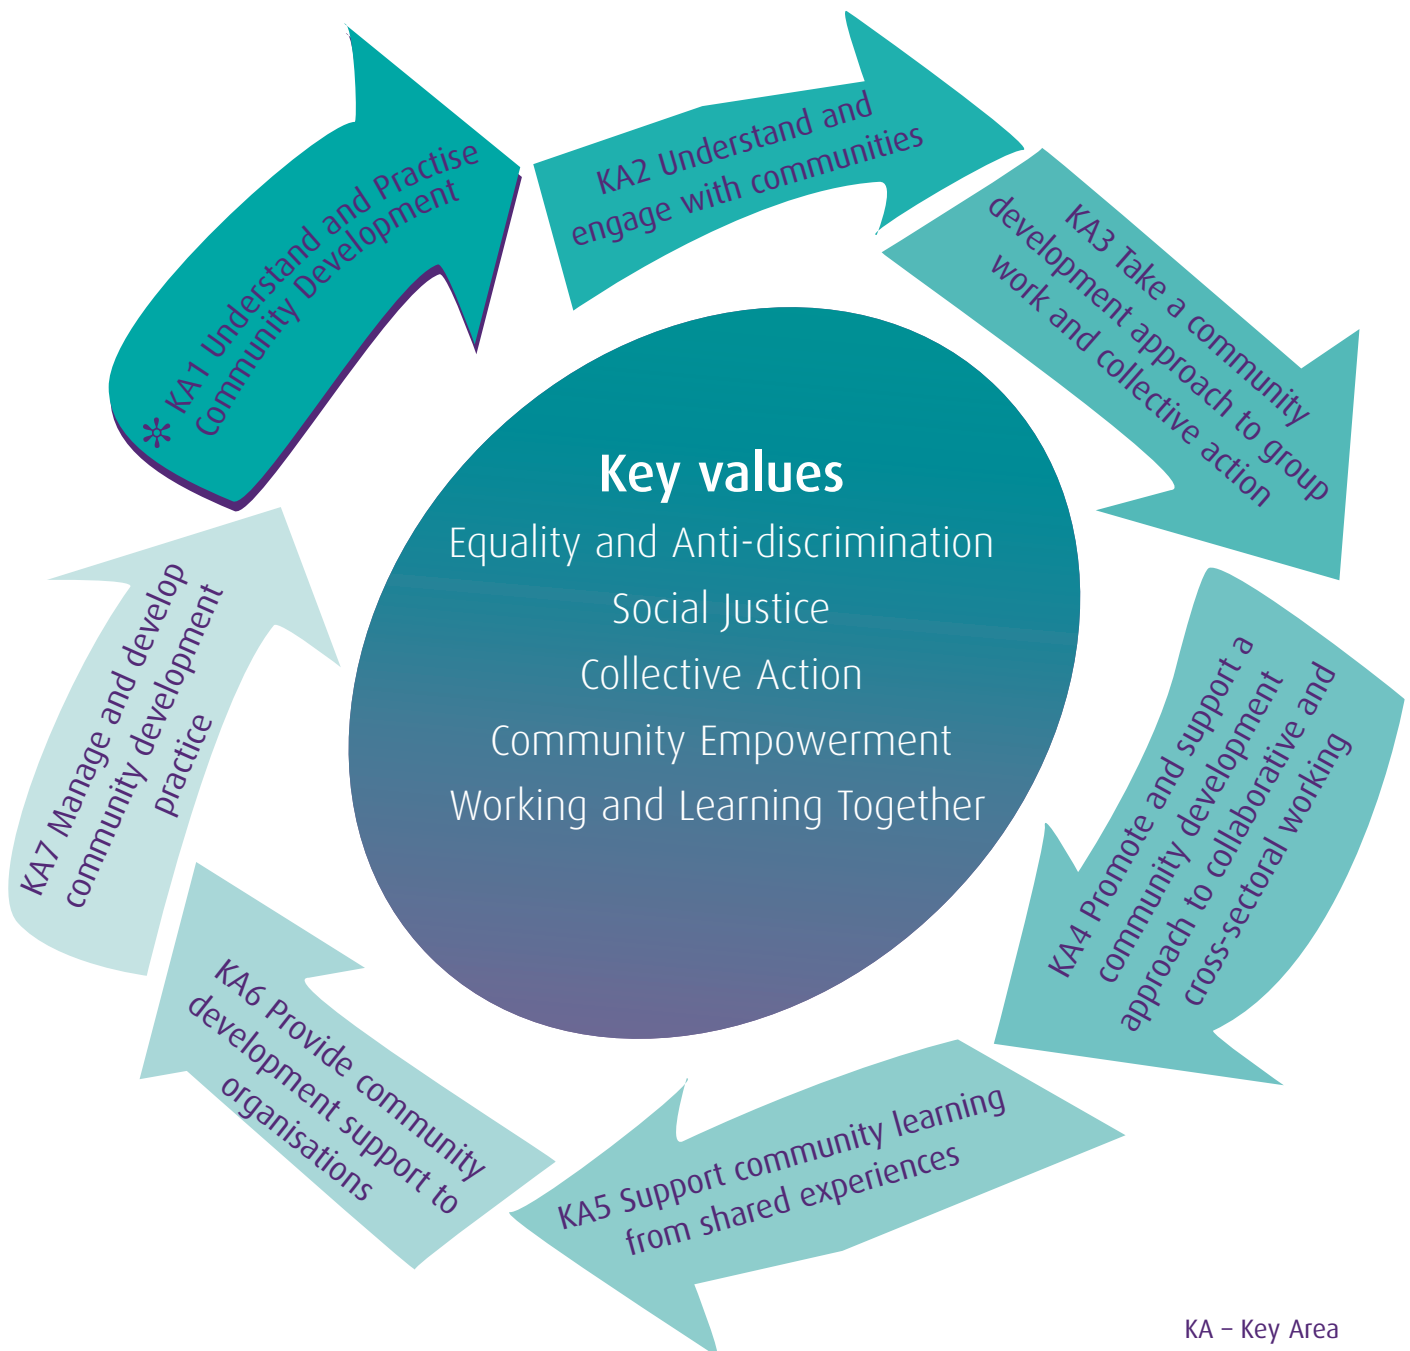 ✲ KA1 Understand and Practise
Community Development
KA2 Understand and
engage with communities
KA3 Take a community
development approach to group
work and collective action
KA4 Promote and support a
community development
approach to collaborative and
cross-sectoral working
KA5 Support community learning
from shared experiences
KA6 Provide community
development support to
organisations
KA7 Manage and develop
community development
practice
Key values
Equality and Anti-discrimination
Social Justice
Collective Action
Community Empowerment
Working and Learning Together
KA – Key Area